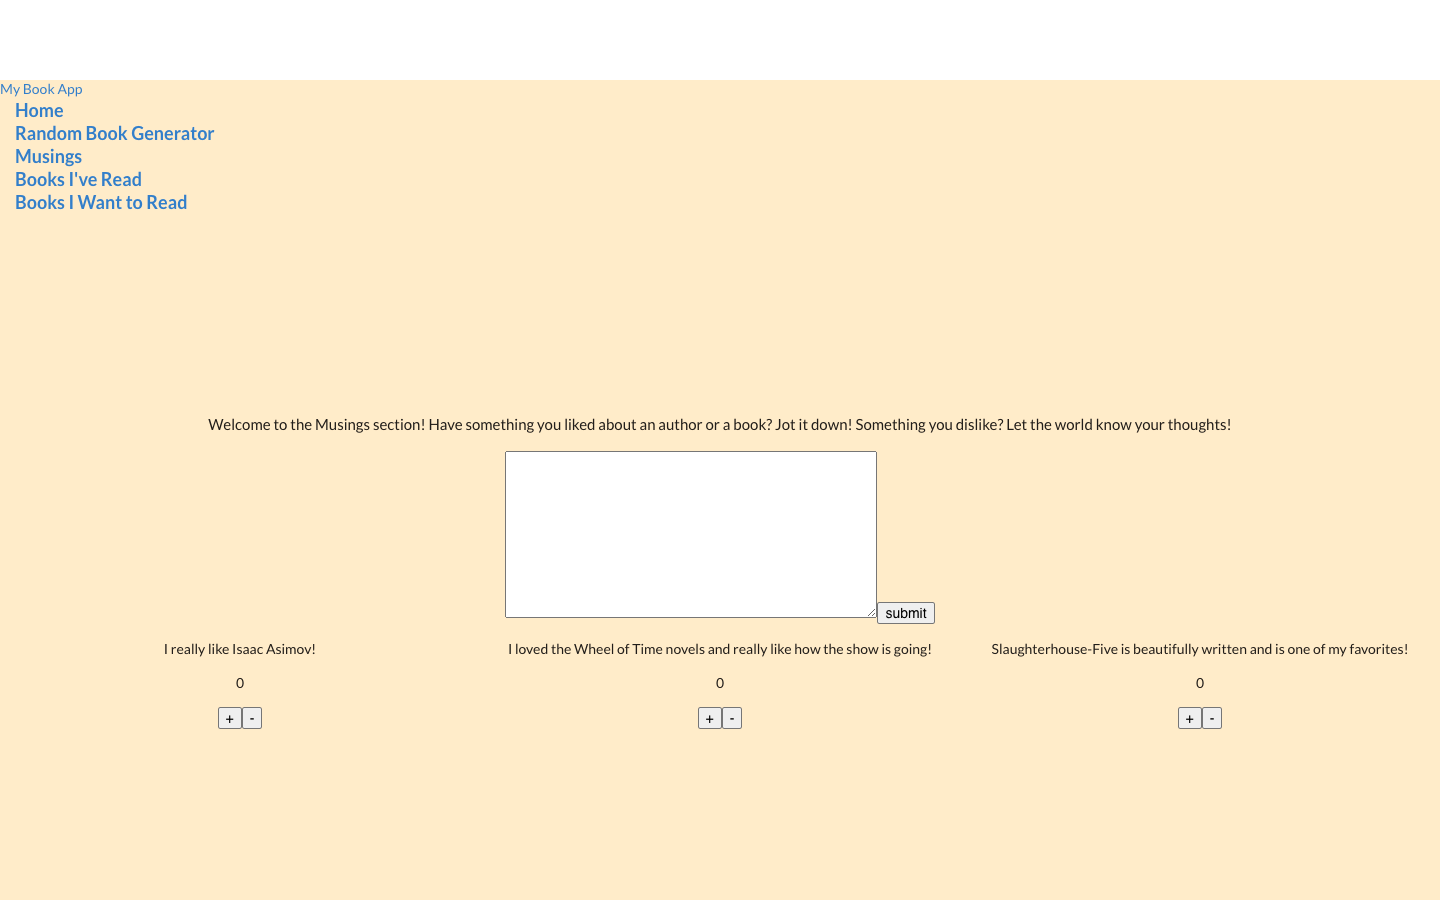 My Book App
Home
Random Book Generator
Musings
Books I've Read
Books I Want to Read
Welcome to the Musings section! Have something you liked about an author or a book? Jot it down! Something you dislike? Let the world know your thoughts!
submit
I really like Isaac Asimov!
0
+ -
I loved the Wheel of Time novels and really like how the show is going!
0
+ -
Slaughterhouse-Five is beautifully written and is one of my favorites!
0
+ -